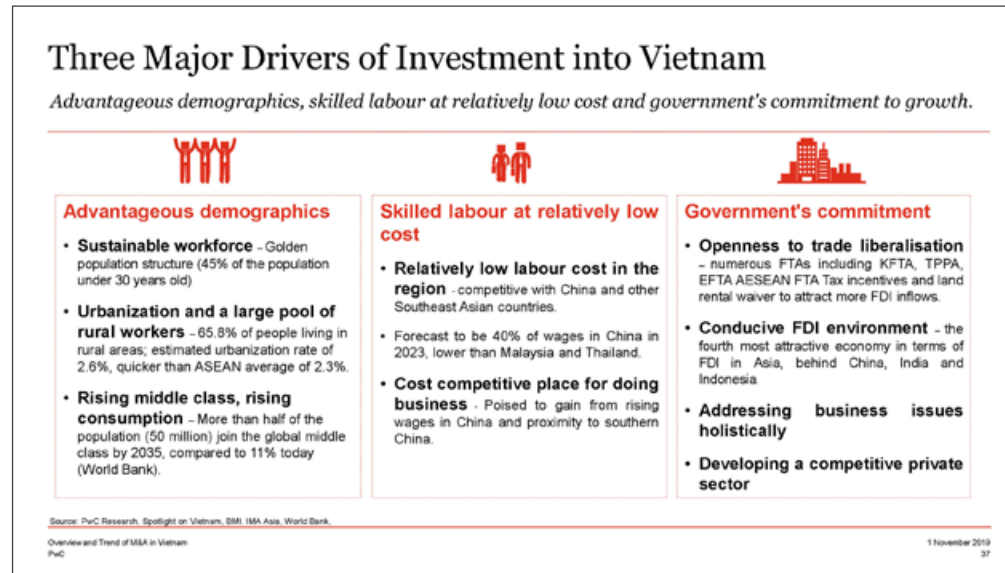 Three Major Drivers of Investment into Vietnam
Advantageous demographics, skilled labour at relatively low cost and government's commitment to growth.
Advantageous demographics
• Sustainable workforce – Golden
population structure (45% of the population
under 30 years old)
• Urbanization and a large pool of
rural workers – 65.8% of people living in
rural areas; estimated urbanization rate of
2.6%, quicker than ASEAN average of 2.3%.
• Rising middle class, rising
consumption – More than half of the
population (50 million) join the global middle
class by 2035, compared to 11% today
(World Bank).
Skilled labour at relatively low
cost
• Relatively low labour cost in the
region - competitive with China and other
Southeast Asian countries.
• Forecast to be 40% of wages in China in
2023, lower than Malaysia and Thailand.
• Cost competitive place for doing
business - Poised to gain from rising
wages in China and proximity to southern
China.
Government's commitment
• Openness to trade liberalisation
– numerous FTAs including KFTA, TPPA,
EFTA AESEAN FTA Tax incentives and land
rental waiver to attract more FDI inflows.
• Conducive FDI environment – the
fourth most attractive economy in terms of
FDI in Asia, behind China, India and
Indonesia
• Addressing business issues
holistically
• Developing a competitive private
sector
Source: PwC Research, Spotlight on Vietnam, BMI, IMA Asia, World Bank,
Overview and Trend of M&A in Vietnam
PwC
1 November 2019
37